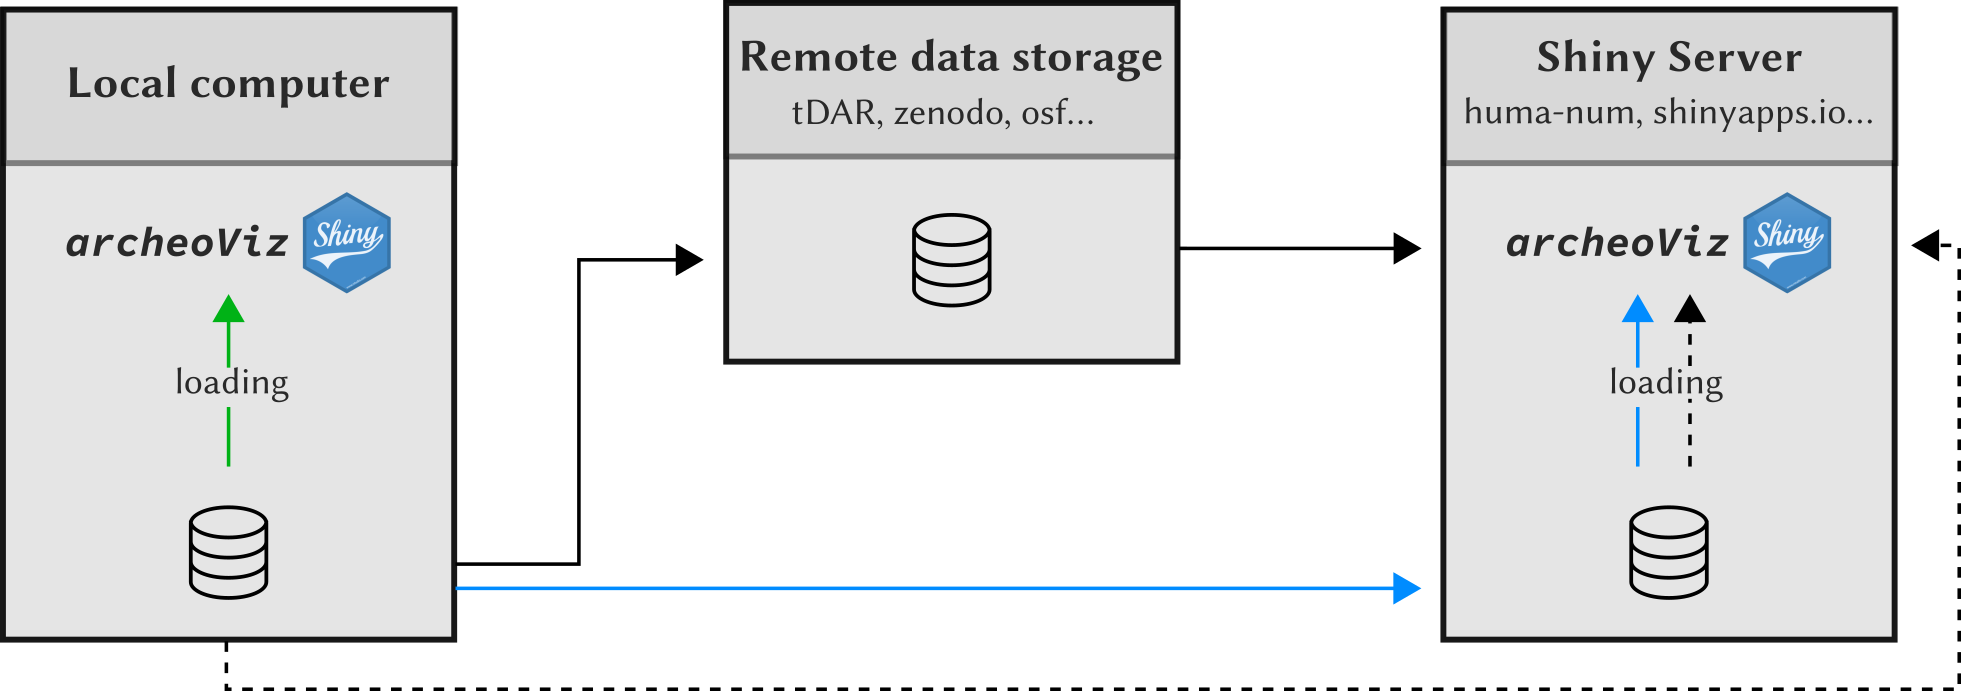 Local computer
archeoViz
Shiny
loading
Remote data storage
tDAR, zenodo, osf...
Shiny Server
huma-num, shinyapps.io...
archeoViz
Shiny
loading